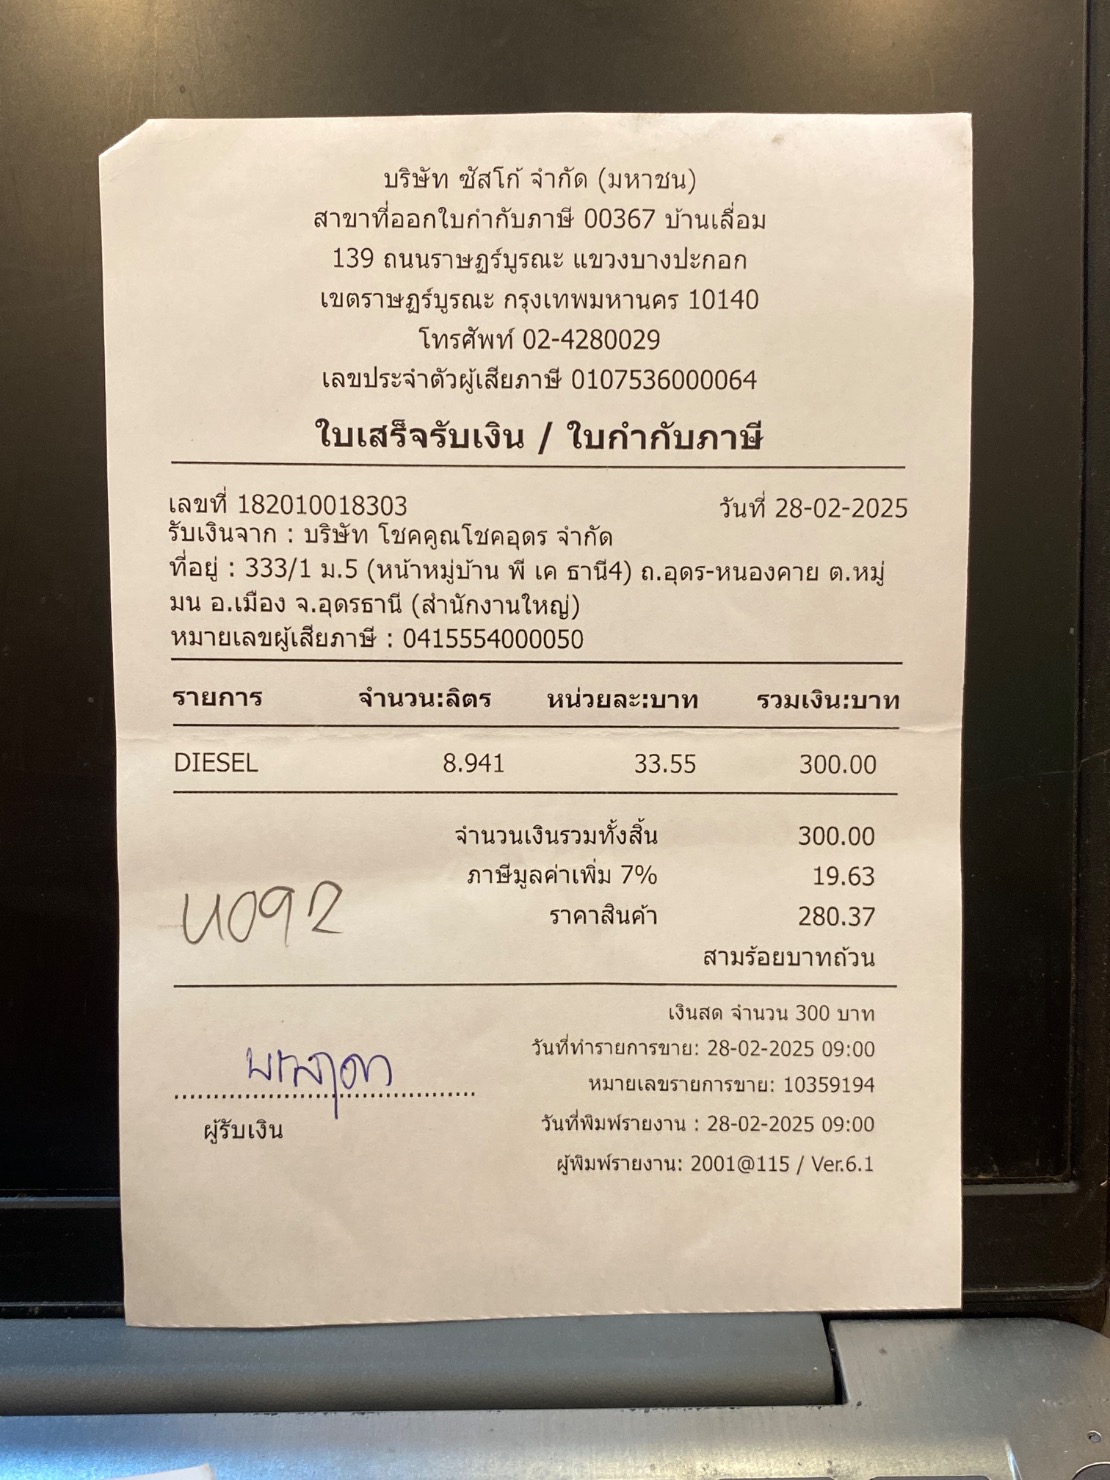 บริษัท ซัสโก้ จำกัด (มหาชน)
สาขาที่ออกใบกำกับภาษี 00367 บ้านเลื่อม
139 ถนนราษฎร์บูรณะ แขวงบางปะกอก
เขตราษฎร์บูรณะ กรุงเทพมหานคร 10140
โทรศัพท์ 02-4280029
เลขประจำตัวผู้เสียภาษี 0107536000064
ใบเสร็จรับเงิน / ใบกำกับภาษี
เลขที่ 182010018303 วันที่ 28-02-2025
รับเงินจาก : บริษัท โชคคูณโชคอุดร จำกัด
ที่อยู่ : 333/1 ม.5 (หน้าหมู่บ้าน พี เค ธานี4) ถ.อุดร-หนองคาย ต.หมู่
มน อ.เมือง จ.อุดรธานี (สำนักงานใหญ่)
หมายเลขผู้เสียภาษี : 0415554000050
รายการ จำนวน:ลิตร หน่วยละ:บาท รวมเงิน:บาท
DIESEL 8.941 33.55 300.00
จำนวนเงินรวมทั้งสิ้น 300.00
ภาษีมูลค่าเพิ่ม 7% 19.63
ราคาสินค้า 280.37
สามร้อยบาทถ้วน
เงินสด จำนวน 300 บาท
วันที่ทำรายการขาย: 28-02-2025 09:00
หมายเลขรายการขาย: 10359194
ผู้รับเงิน
วันที่พิมพ์รายงาน : 28-02-2025 09:00
ผู้พิมพ์รายงาน: 2001@115 / Ver.6.1